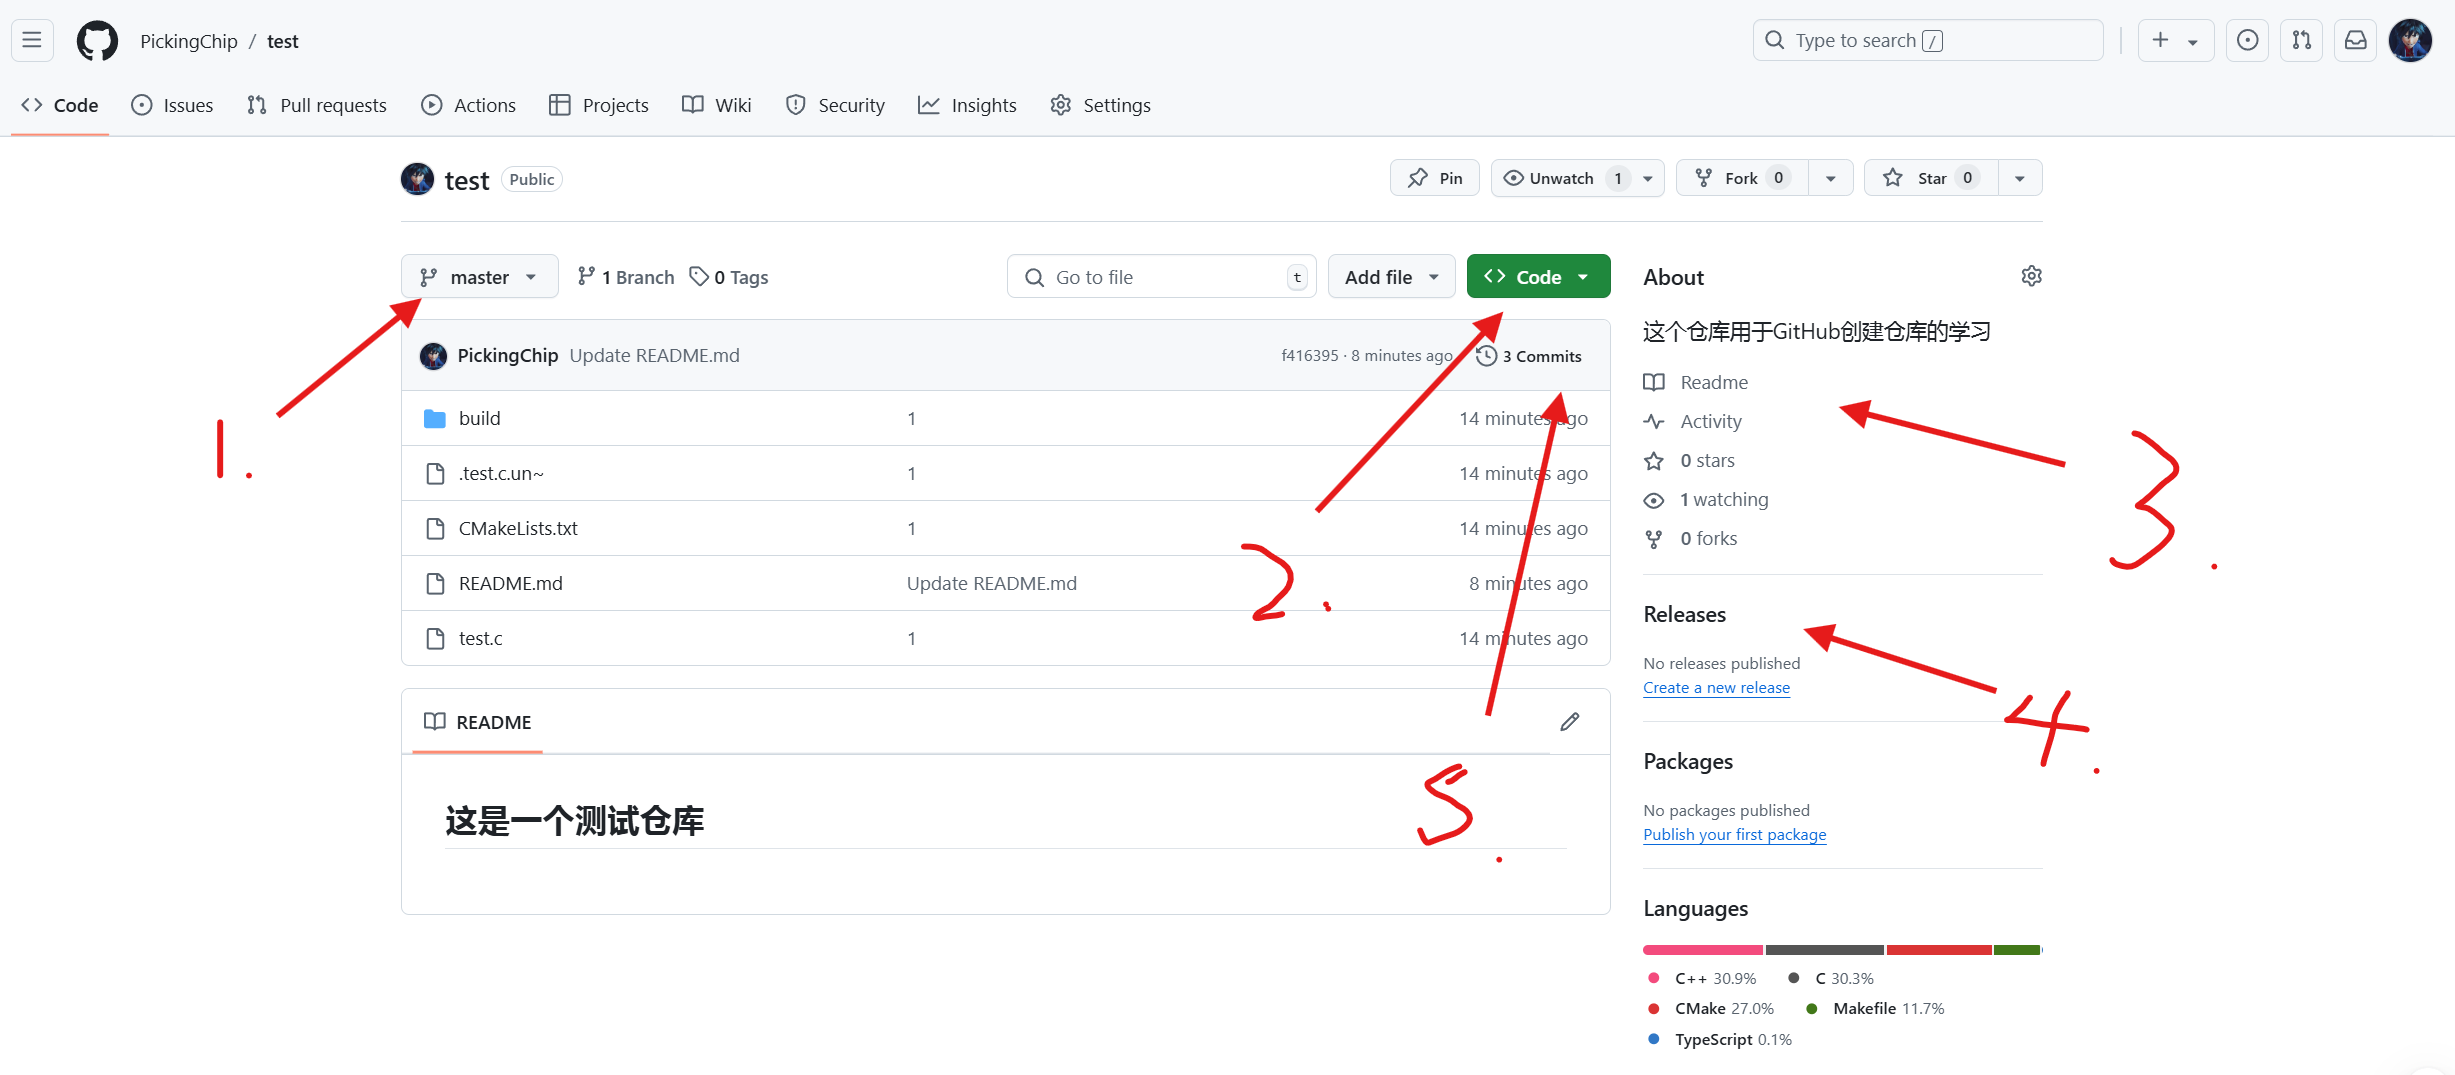 PickingChip / test
Type to search /
Code Issues Pull requests Actions Projects Wiki Security Insights Settings
test Public
Pin Unwatch 1 Fork 0 Star 0
master 1 Branch 0 Tags
Go to file t Add file Code
PickingChip Update README.md f416395 · 8 minutes ago 3 Commits
build 1 14 minutes ago
.test.c.un~ 1 14 minutes ago
CMakeLists.txt 1 14 minutes ago
README.md Update README.md 8 minutes ago
test.c 1 14 minutes ago
README
这是一个测试仓库
About
这个仓库用于GitHub创建仓库的学习
Readme
Activity
0 stars
1 watching
0 forks
Releases
No releases published
Create a new release
Packages
No packages published
Publish your first package
Languages
C++ 30.9% C 30.3%
CMake 27.0% Makefile 11.7%
TypeScript 0.1%
1.
2.
3.
4.
5.